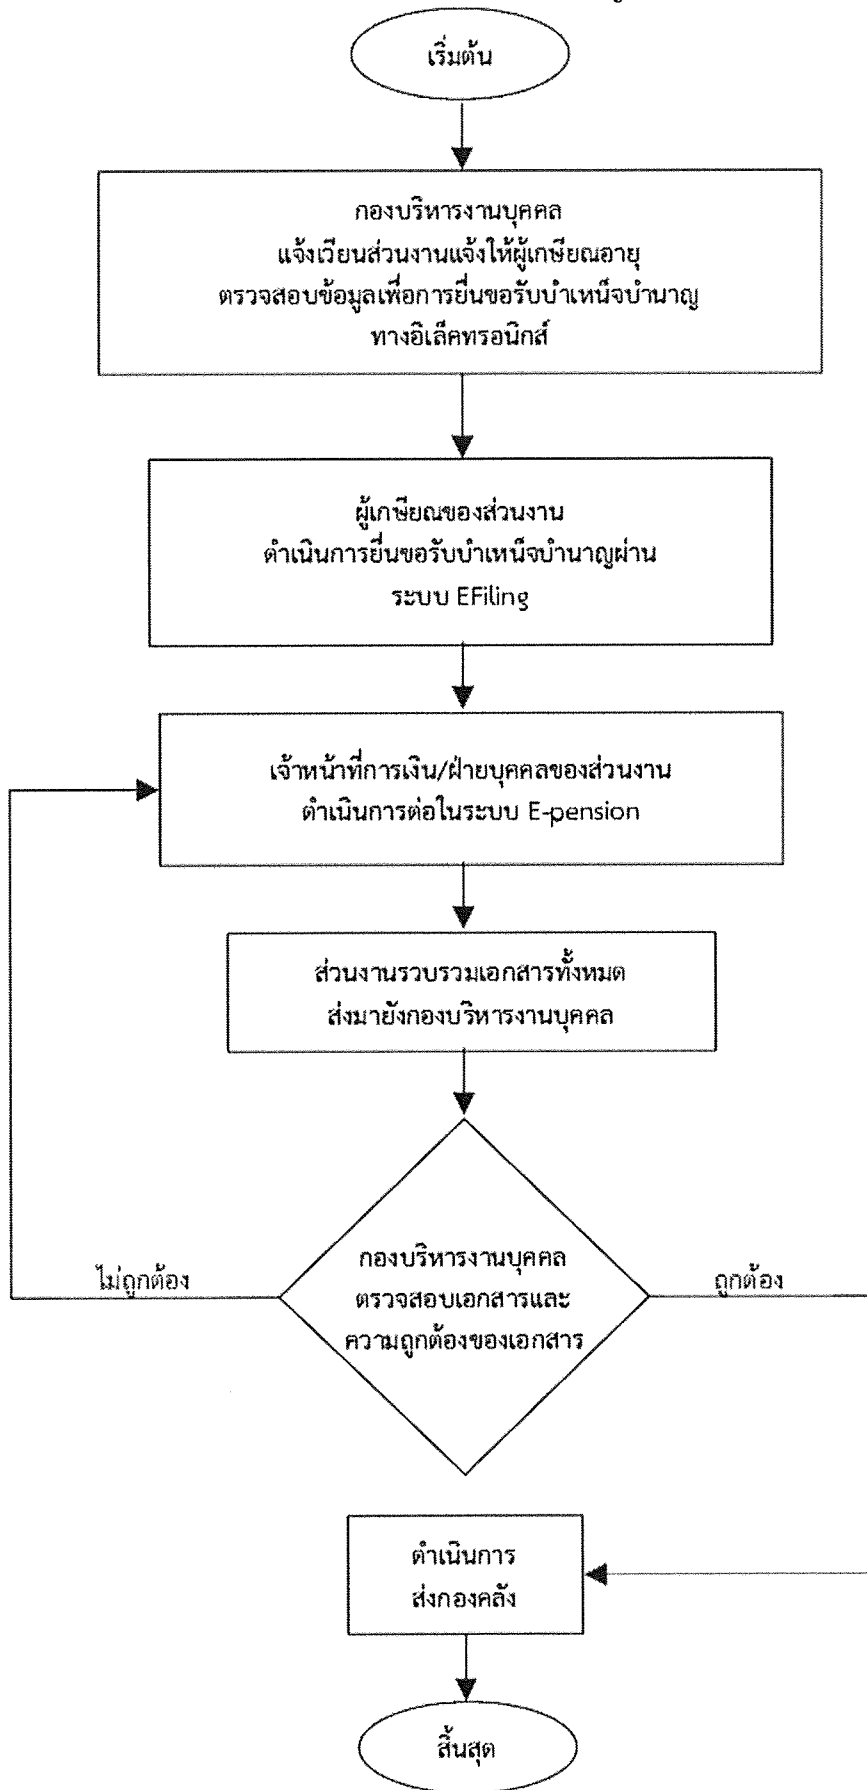 เริ่มต้น
กองบริหารงานบุคคล
แจ้งเวียนส่วนงานแจ้งให้ผู้เกษียณอายุ
ตรวจสอบข้อมูลเพื่อการยื่นขอรับบำเหน็จบำนาญ
ทางอิเล็คทรอนิกส์
ผู้เกษียณของส่วนงาน
ดำเนินการยื่นขอรับบำเหน็จบำนาญผ่าน
ระบบ EFiling
เจ้าหน้าที่การเงิน/ฝ่ายบุคคลของส่วนงาน
ดำเนินการต่อในระบบ E-pension
ส่วนงานรวบรวมเอกสารทั้งหมด
ส่งมายังกองบริหารงานบุคคล
ไม่ถูกต้อง
กองบริหารงานบุคคล
ตรวจสอบเอกสารและ
ความถูกต้องของเอกสาร
ถูกต้อง
ดำเนินการ
ส่งกองคลัง
สิ้นสุด